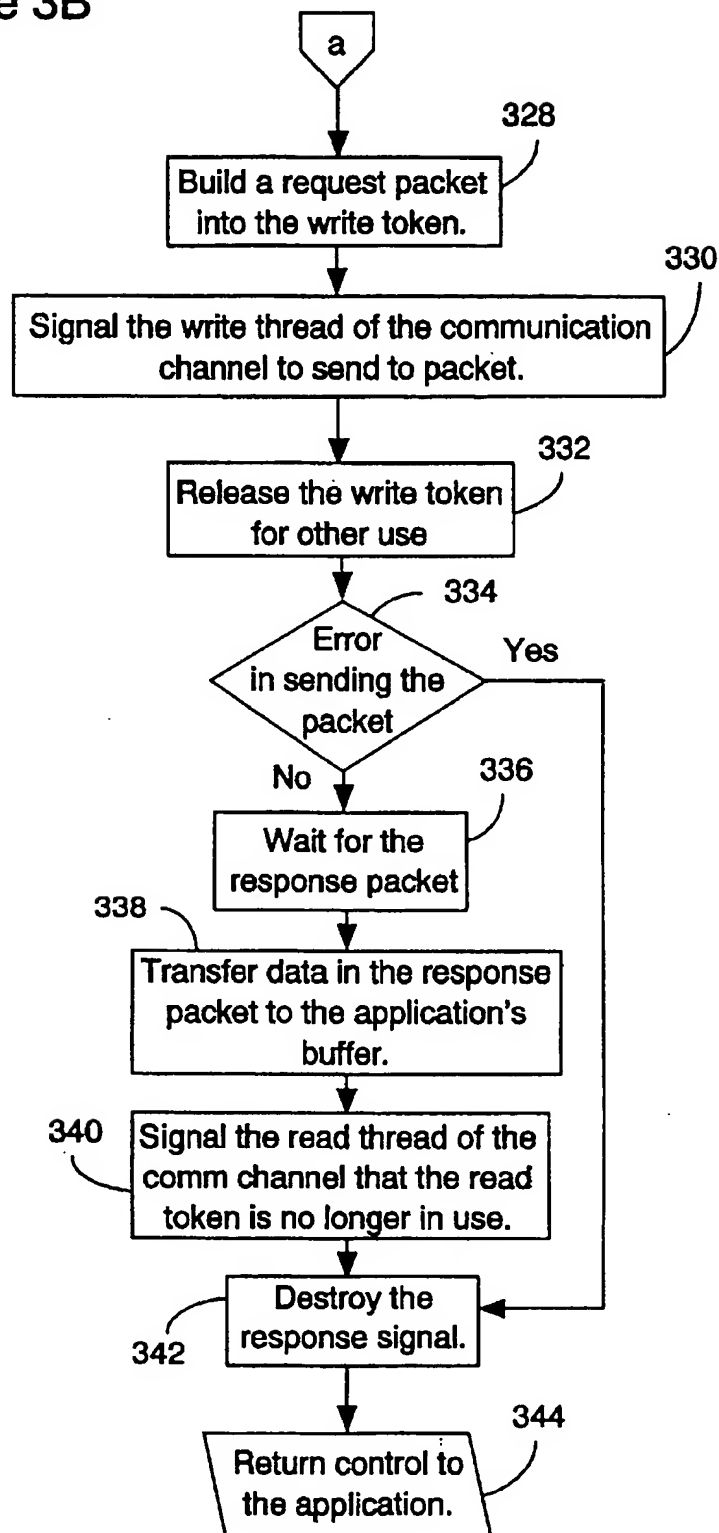 e 3B
a
328
Build a request packet
into the write token.
330
Signal the write thread of the communication
channel to send to packet.
332
Release the write token
for other use
334
Error
in sending the
packet
Yes
No
336
Wait for the
response packet
338
Transfer data in the response
packet to the application's
buffer.
340
Signal the read thread of the
comm channel that the read
token is no longer in use.
Destroy the
response signal.
342
344
Return control to
the application.